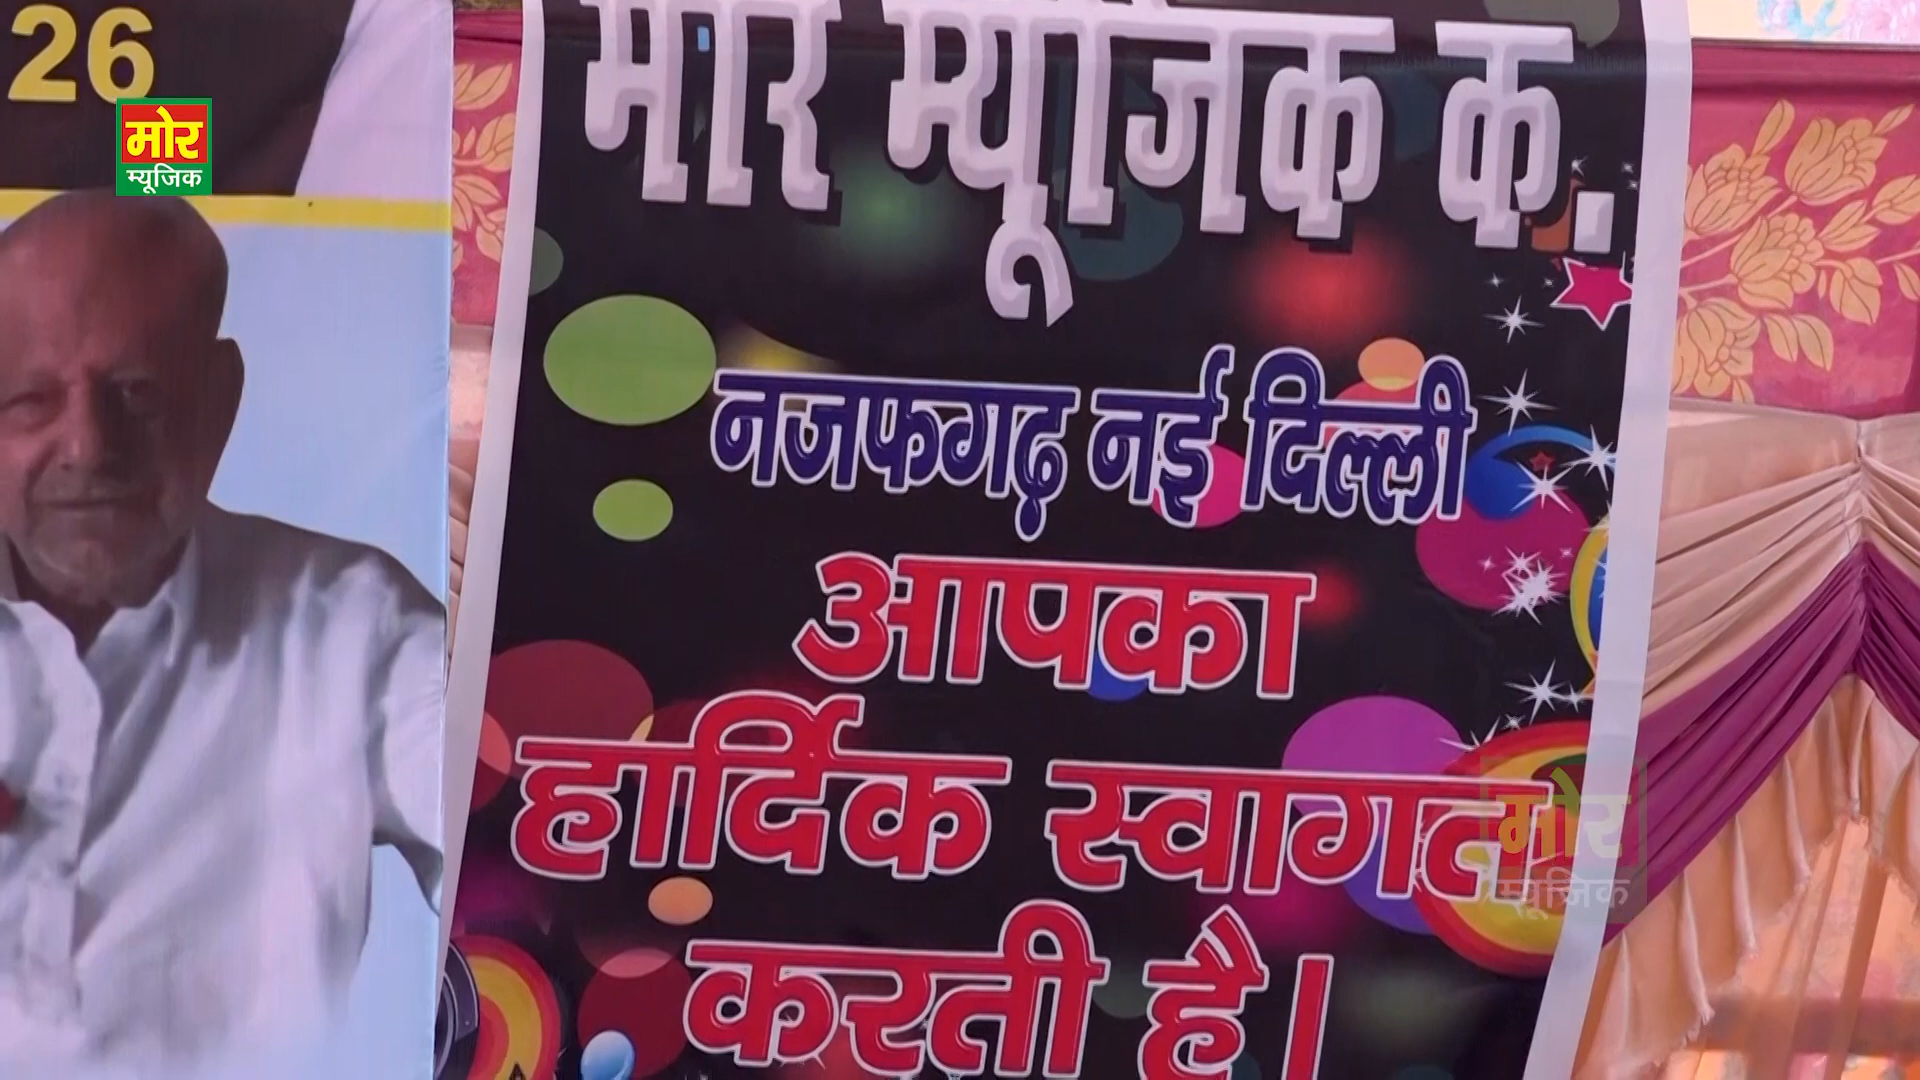 26
मोर
म्यूजिक
मोर म्यूजिक क.
नजफगढ़ नई दिल्ली
आपका
हार्दिक स्वागत
करती है।
मोर
म्यूजिक